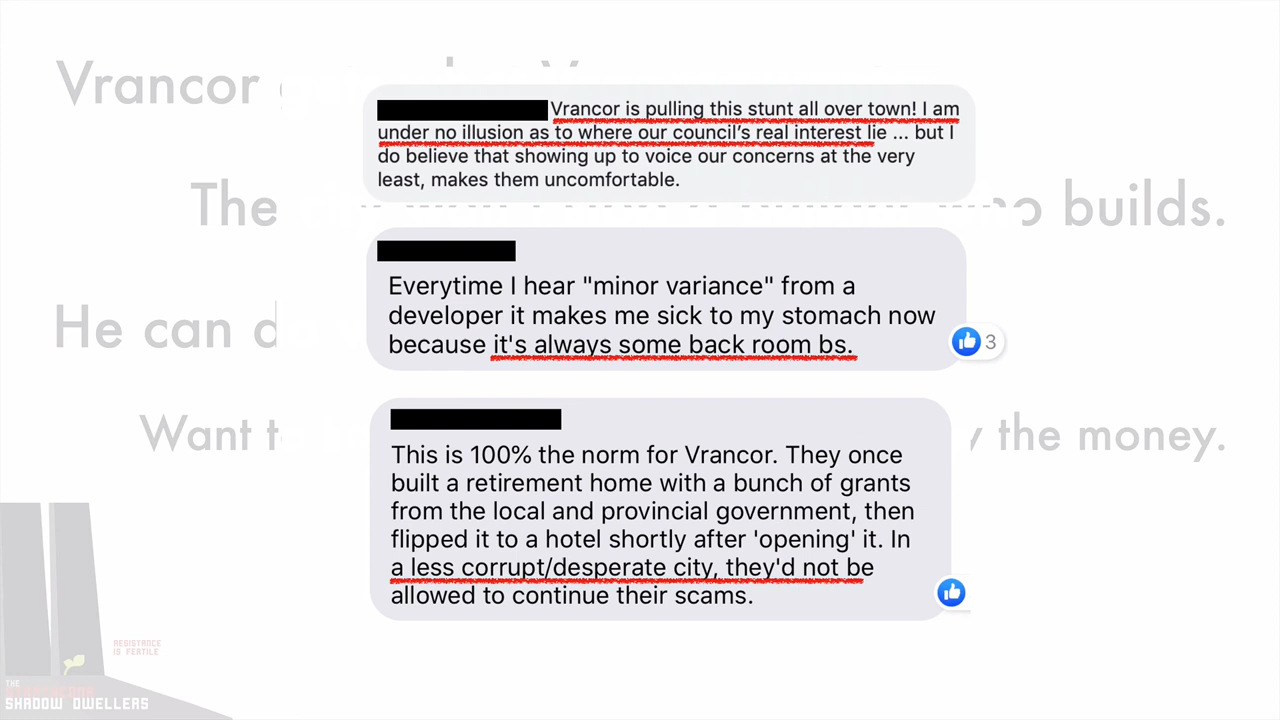 Vrancor
Vrancor is pulling this stunt all over town! I am
under no illusion as to where our council’s real interest lie ... but I
do believe that showing up to voice our concerns at the very
least, makes them uncomfortable.
The builds.
Everytime I hear "minor variance" from a
developer it makes me sick to my stomach now
because it's always some back room bs.
3
He can
This is 100% the norm for Vrancor. They once
built a retirement home with a bunch of grants
from the local and provincial government, then
flipped it to a hotel shortly after 'opening' it. In
a less corrupt/desperate city, they'd not be
allowed to continue their scams.
Want the money.
RESISTANCE
IS FERTILE
THE
SHADOW DWELLERS